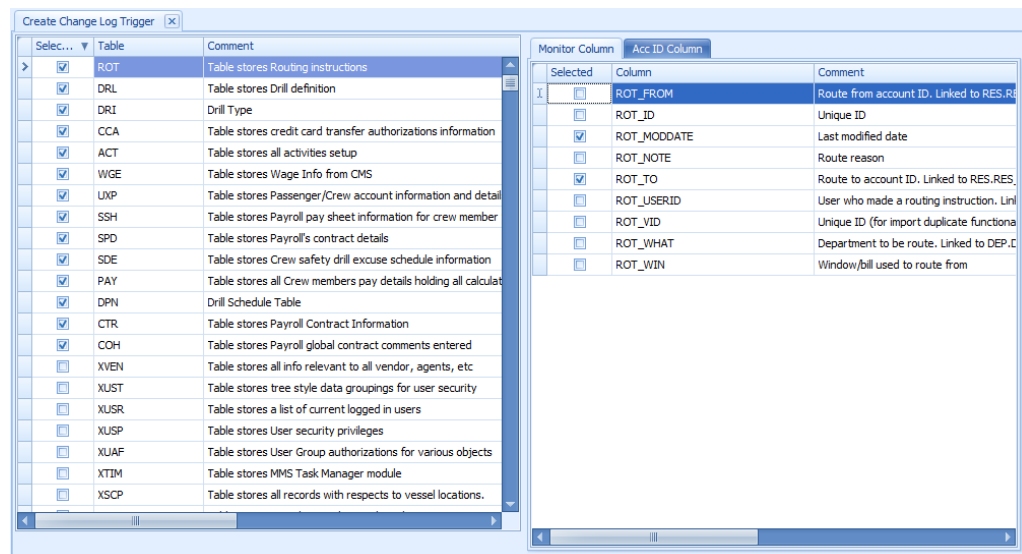 Create Change Log Trigger
Selec... Table Comment
ROT Table stores Routing instructions
DRL Table stores Drill definition
DRI Drill Type
CCA Table stores credit card transfer authorizations information
ACT Table stores all activities setup
WGE Table stores Wage Info from CMS
UXP Table stores Passenger/Crew account information and detail
SSH Table stores Payroll pay sheet information for crew member
SPD Table stores Payroll's contract details
SDE Table stores Crew safety drill excuse schedule information
PAY Table stores all Crew members pay details holding all calculat
DPN Drill Schedule Table
CTR Table stores Payroll Contract Information
COH Table stores Payroll global contract comments entered
XVEN Table stores all info relevant to all vendor, agents, etc
XUST Table stores tree style data groupings for user security
XUSR Table stores a list of current logged in users
XUSP Table stores User security privileges
XUAF Table stores User Group authorizations for various objects
XTIM Table stores MMS Task Manager module
XSCP Table stores all records with respects to vessel locations.
Monitor Column Acc ID Column
Selected Column Comment
ROT_FROM Route from account ID. Linked to RES.RE
ROT_ID Unique ID
ROT_MODDATE Last modified date
ROT_NOTE Route reason
ROT_TO Route to account ID. Linked to RES.RES_
ROT_USERID User who made a routing instruction. Lin
ROT_VID Unique ID (for import duplicate functiona
ROT_WHAT Department to be route. Linked to DEP.D
ROT_WIN Window/bill used to route from